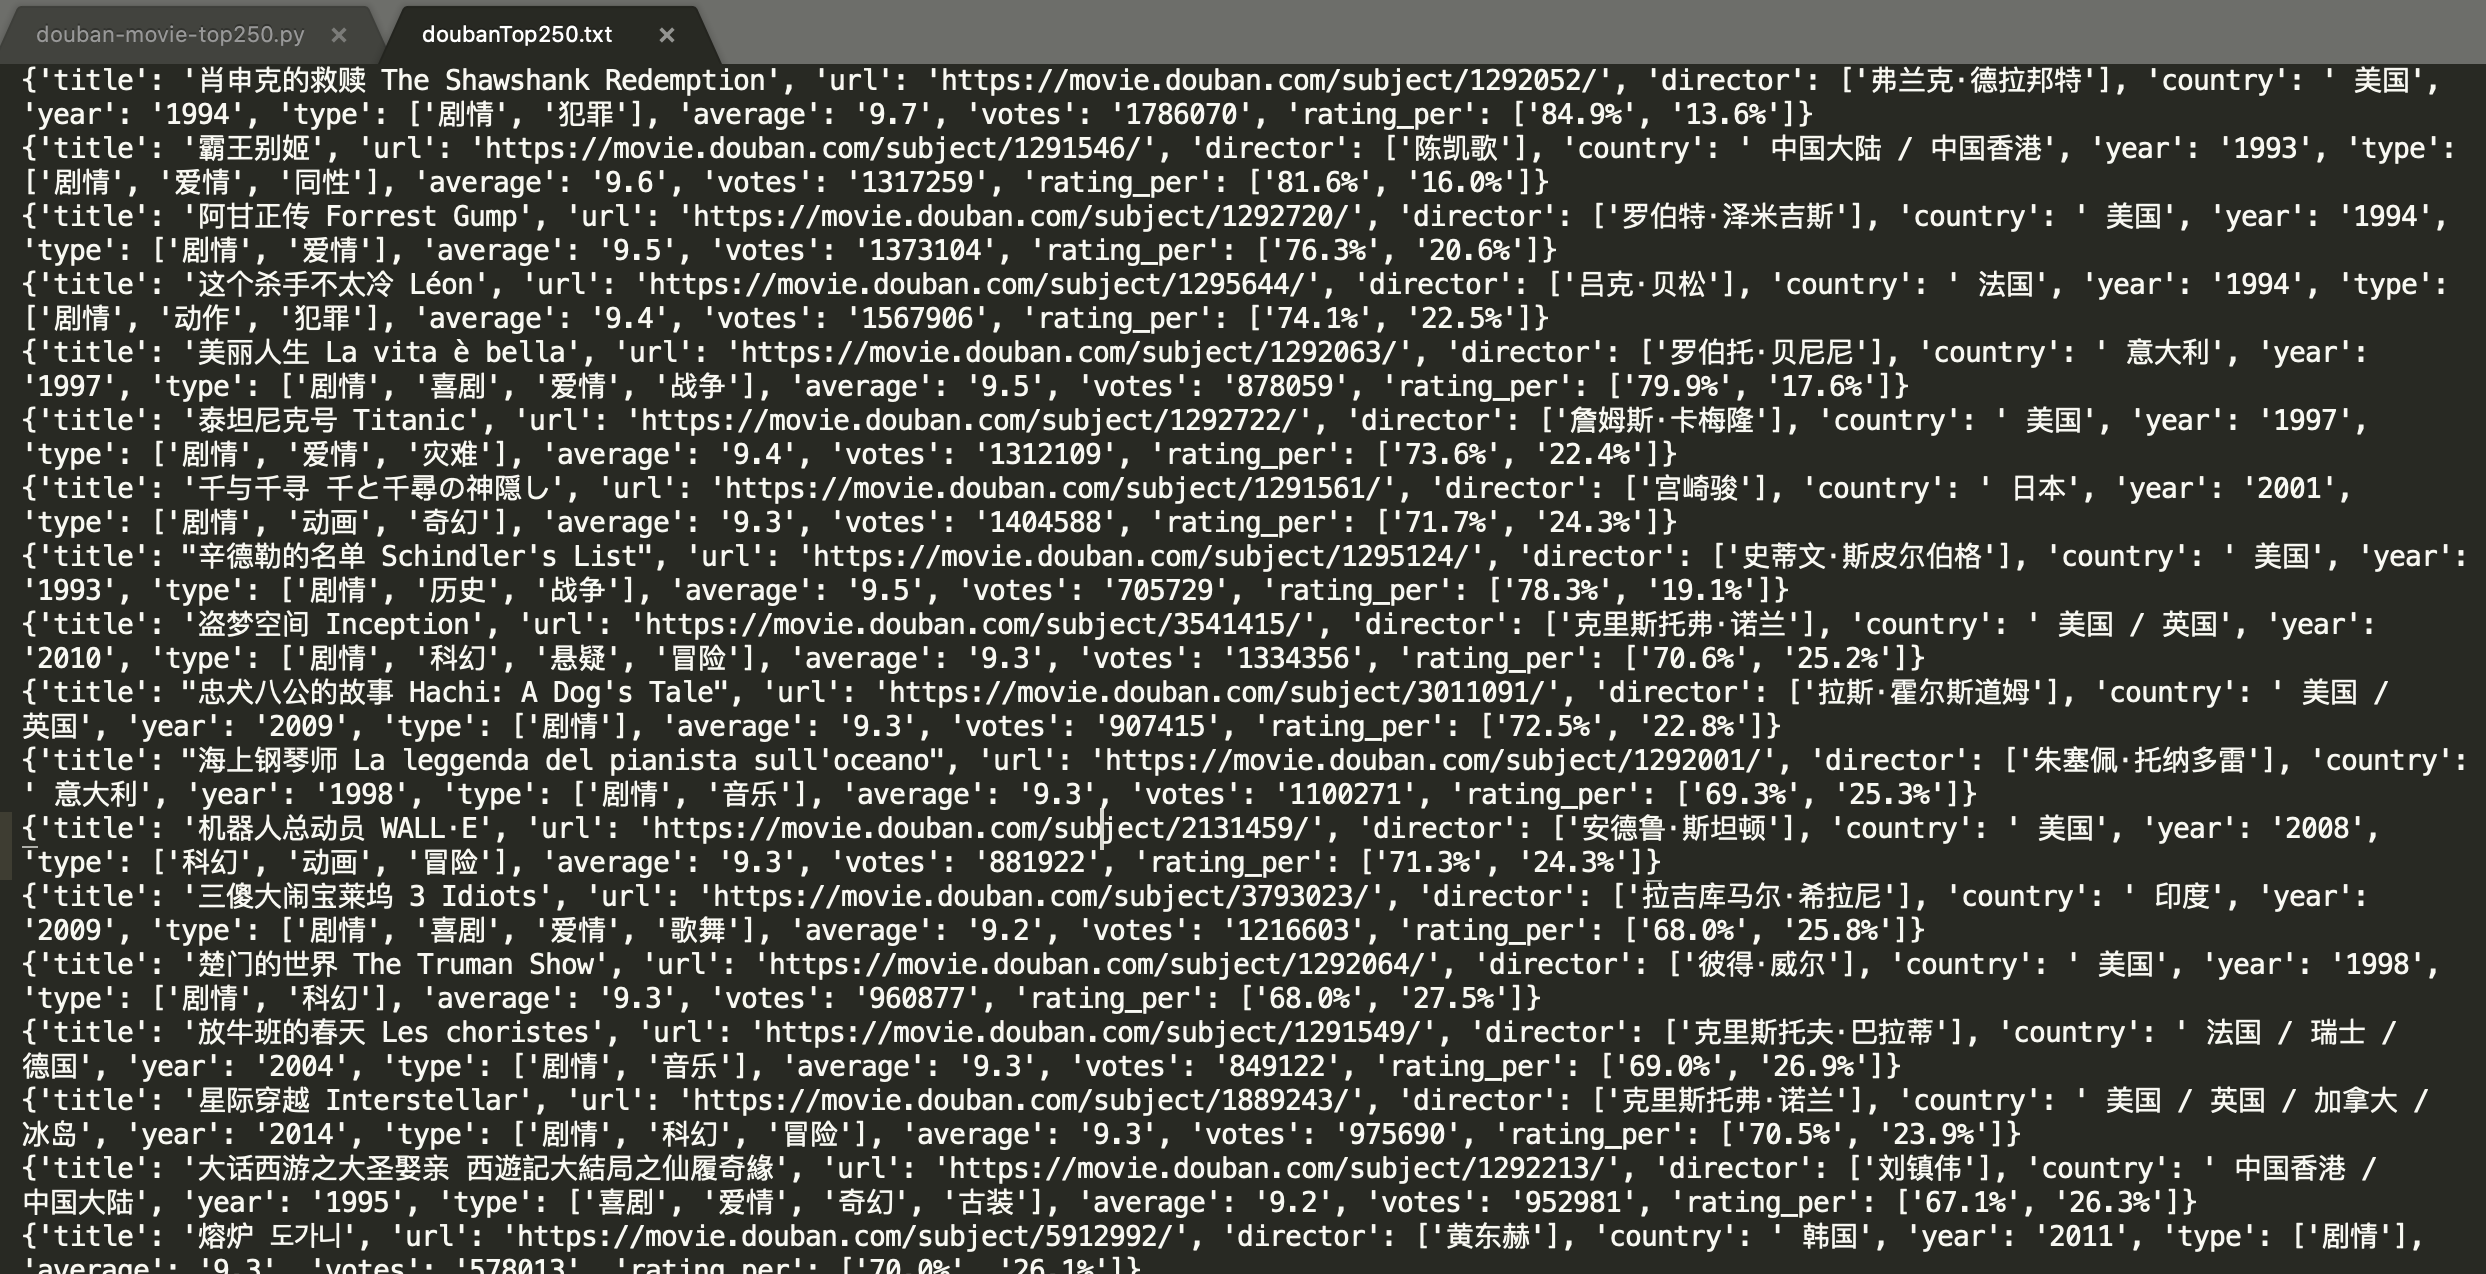 douban-movie-top250.py ×
doubanTop250.txt ×
{'title': '肖申克的救赎 The Shawshank Redemption', 'url': 'https://movie.douban.com/subject/1292052/', 'director': ['弗兰克·德拉邦特'], 'country': ' 美国',
'year': '1994', 'type': ['剧情', '犯罪'], 'average': '9.7', 'votes': '1786070', 'rating_per': ['84.9%', '13.6%']}
{'title': '霸王别姬', 'url': 'https://movie.douban.com/subject/1291546/', 'director': ['陈凯歌'], 'country': ' 中国大陆 / 中国香港', 'year': '1993', 'type':
['剧情', '爱情', '同性'], 'average': '9.6', 'votes': '1317259', 'rating_per': ['81.6%', '16.0%']}
{'title': '阿甘正传 Forrest Gump', 'url': 'https://movie.douban.com/subject/1292720/', 'director': ['罗伯特·泽米吉斯'], 'country': ' 美国', 'year': '1994',
'type': ['剧情', '爱情'], 'average': '9.5', 'votes': '1373104', 'rating_per': ['76.3%', '20.6%']}
{'title': '这个杀手不太冷 Léon', 'url': 'https://movie.douban.com/subject/1295644/', 'director': ['吕克·贝松'], 'country': ' 法国', 'year': '1994', 'type':
['剧情', '动作', '犯罪'], 'average': '9.4', 'votes': '1567906', 'rating_per': ['74.1%', '22.5%']}
{'title': '美丽人生 La vita è bella', 'url': 'https://movie.douban.com/subject/1292063/', 'director': ['罗伯托·贝尼尼'], 'country': ' 意大利', 'year':
'1997', 'type': ['剧情', '喜剧', '爱情', '战争'], 'average': '9.5', 'votes': '878059', 'rating_per': ['79.9%', '17.6%']}
{'title': '泰坦尼克号 Titanic', 'url': 'https://movie.douban.com/subject/1292722/', 'director': ['詹姆斯·卡梅隆'], 'country': ' 美国', 'year': '1997',
'type': ['剧情', '爱情', '灾难'], 'average': '9.4', 'votes': '1312109', 'rating_per': ['73.6%', '22.4%']}
{'title': '千与千寻 千と千尋の神隠し', 'url': 'https://movie.douban.com/subject/1291561/', 'director': ['宫崎骏'], 'country': ' 日本', 'year': '2001',
'type': ['剧情', '动画', '奇幻'], 'average': '9.3', 'votes': '1404588', 'rating_per': ['71.7%', '24.3%']}
{'title': "辛德勒的名单 Schindler's List", 'url': 'https://movie.douban.com/subject/1295124/', 'director': ['史蒂文·斯皮尔伯格'], 'country': ' 美国', 'year':
'1993', 'type': ['剧情', '历史', '战争'], 'average': '9.5', 'votes': '705729', 'rating_per': ['78.3%', '19.1%']}
{'title': '盗梦空间 Inception', 'url': 'https://movie.douban.com/subject/3541415/', 'director': ['克里斯托弗·诺兰'], 'country': ' 美国 / 英国', 'year':
'2010', 'type': ['剧情', '科幻', '悬疑', '冒险'], 'average': '9.3', 'votes': '1334356', 'rating_per': ['70.6%', '25.2%']}
{'title': "忠犬八公的故事 Hachi: A Dog's Tale", 'url': 'https://movie.douban.com/subject/3011091/', 'director': ['拉斯·霍尔斯道姆'], 'country': ' 美国 /
英国', 'year': '2009', 'type': ['剧情'], 'average': '9.3', 'votes': '907415', 'rating_per': ['72.5%', '22.8%']}
{'title': "海上钢琴师 La leggenda del pianista sull'oceano", 'url': 'https://movie.douban.com/subject/1292001/', 'director': ['朱塞佩·托纳多雷'], 'country':
' 意大利', 'year': '1998', 'type': ['剧情', '音乐'], 'average': '9.3', 'votes': '1100271', 'rating_per': ['69.3%', '25.3%']}
{'title': '机器人总动员 WALL·E', 'url': 'https://movie.douban.com/subject/2131459/', 'director': ['安德鲁·斯坦顿'], 'country': ' 美国', 'year': '2008',
'type': ['科幻', '动画', '冒险'], 'average': '9.3', 'votes': '881922', 'rating_per': ['71.3%', '24.3%']}
{'title': '三傻大闹宝莱坞 3 Idiots', 'url': 'https://movie.douban.com/subject/3793023/', 'director': ['拉吉库马尔·希拉尼'], 'country': ' 印度', 'year':
'2009', 'type': ['剧情', '喜剧', '爱情', '歌舞'], 'average': '9.2', 'votes': '1216603', 'rating_per': ['68.0%', '25.8%']}
{'title': '楚门的世界 The Truman Show', 'url': 'https://movie.douban.com/subject/1292064/', 'director': ['彼得·威尔'], 'country': ' 美国', 'year': '1998',
'type': ['剧情', '科幻'], 'average': '9.3', 'votes': '960877', 'rating_per': ['68.0%', '27.5%']}
{'title': '放牛班的春天 Les choristes', 'url': 'https://movie.douban.com/subject/1291549/', 'director': ['克里斯托夫·巴拉蒂'], 'country': ' 法国 / 瑞士 /
德国', 'year': '2004', 'type': ['剧情', '音乐'], 'average': '9.3', 'votes': '849122', 'rating_per': ['69.0%', '26.9%']}
{'title': '星际穿越 Interstellar', 'url': 'https://movie.douban.com/subject/1889243/', 'director': ['克里斯托弗·诺兰'], 'country': ' 美国 / 英国 / 加拿大 /
冰岛', 'year': '2014', 'type': ['剧情', '科幻', '冒险'], 'average': '9.3', 'votes': '975690', 'rating_per': ['70.5%', '23.9%']}
{'title': '大话西游之大圣娶亲 西遊記大結局之仙履奇緣', 'url': 'https://movie.douban.com/subject/1292213/', 'director': ['刘镇伟'], 'country': ' 中国香港 /
中国大陆', 'year': '1995', 'type': ['喜剧', '爱情', '奇幻', '古装'], 'average': '9.2', 'votes': '952981', 'rating_per': ['67.1%', '26.3%']}
{'title': '熔炉 도가니', 'url': 'https://movie.douban.com/subject/5912992/', 'director': ['黄东赫'], 'country': ' 韩国', 'year': '2011', 'type': ['剧情'],
'average': '9.3', 'votes': '578013', 'rating_per': ['70.0%', '26.1%']}